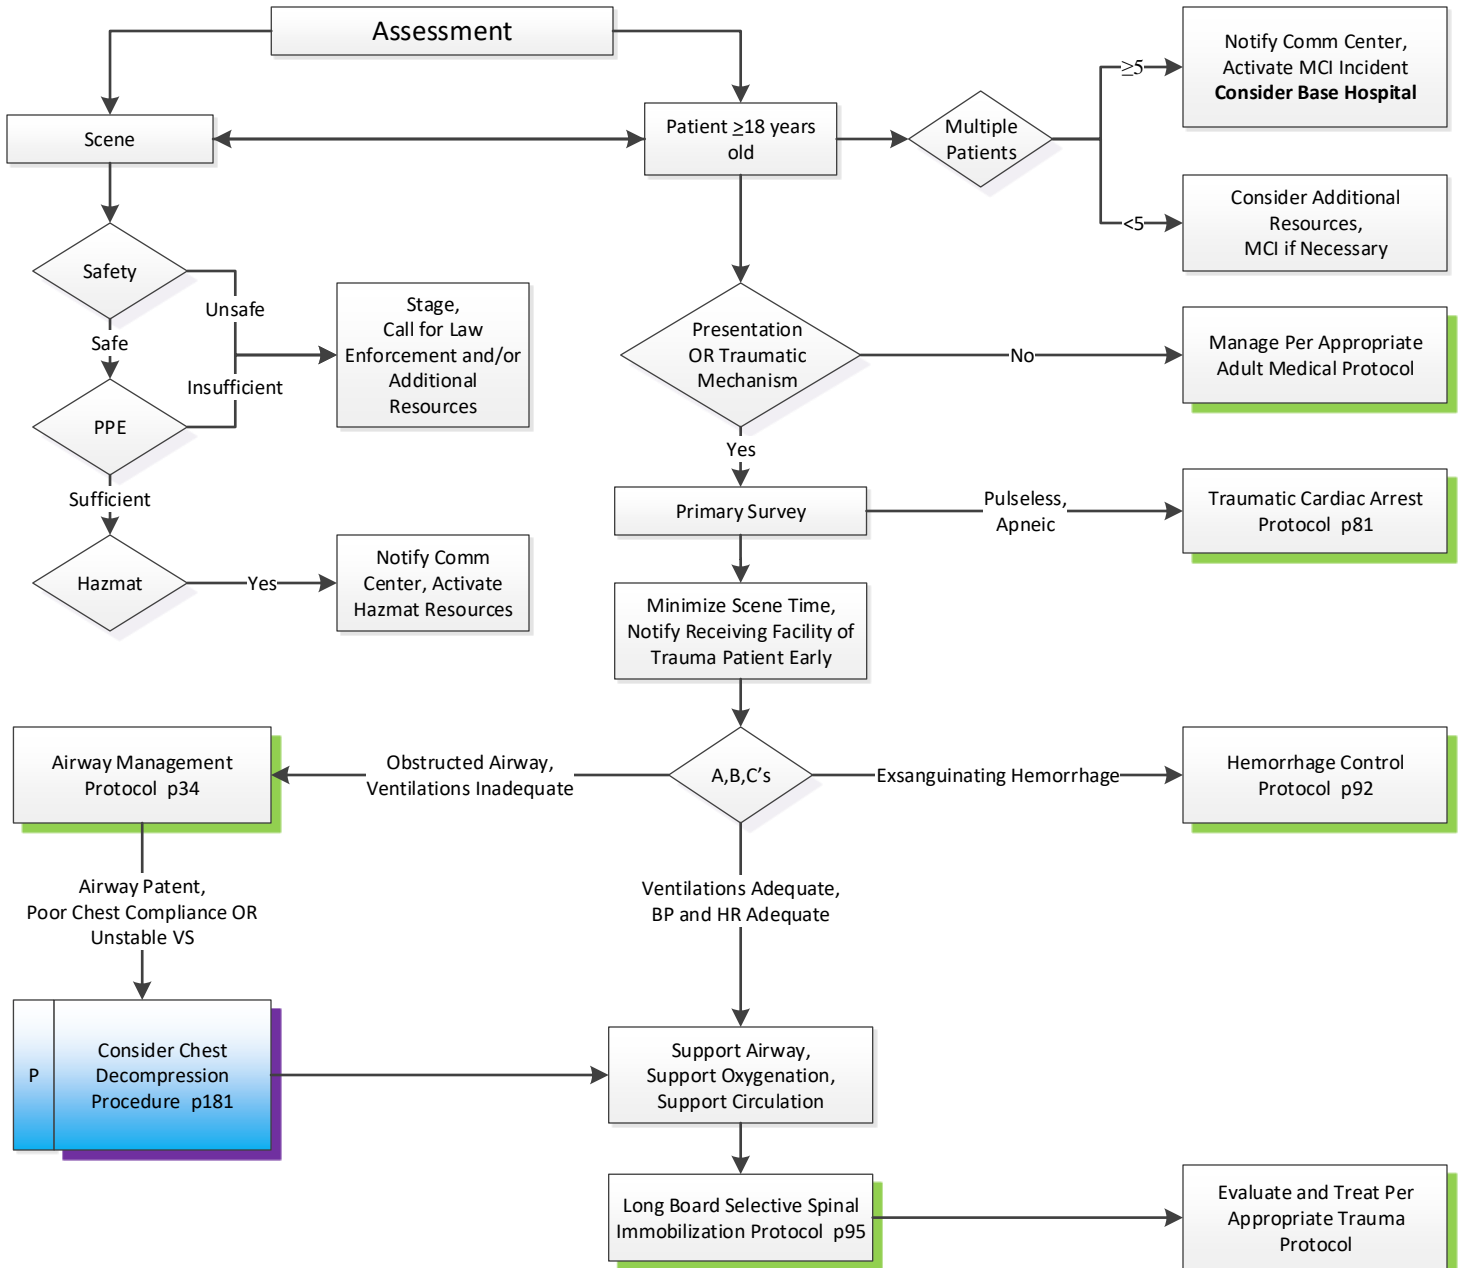 Assessment
Scene
Patient ≥18 years
old
Multiple
Patients
≥5
Notify Comm Center,
Activate MCI Incident
Consider Base Hospital
<5
Consider Additional
Resources,
MCI if Necessary
Safety
Unsafe
Safe
Stage,
Call for Law
Enforcement and/or
Additional
Resources
Insufficient
PPE
Sufficient
Hazmat
Yes
Notify Comm
Center, Activate
Hazmat Resources
Presentation
OR Traumatic
Mechanism
No
Manage Per Appropriate
Adult Medical Protocol
Yes
Primary Survey
Pulseless,
Apneic
Traumatic Cardiac Arrest
Protocol p81
Minimize Scene Time,
Notify Receiving Facility of
Trauma Patient Early
Airway Management
Protocol p34
Obstructed Airway,
Ventilations Inadequate
A,B,C’s
Exsanguinating Hemorrhage
Hemorrhage Control
Protocol p92
Airway Patent,
Poor Chest Compliance OR
Unstable VS
Ventilations Adequate,
BP and HR Adequate
P
Consider Chest
Decompression
Procedure p181
Support Airway,
Support Oxygenation,
Support Circulation
Long Board Selective Spinal
Immobilization Protocol p95
Evaluate and Treat Per
Appropriate Trauma
Protocol